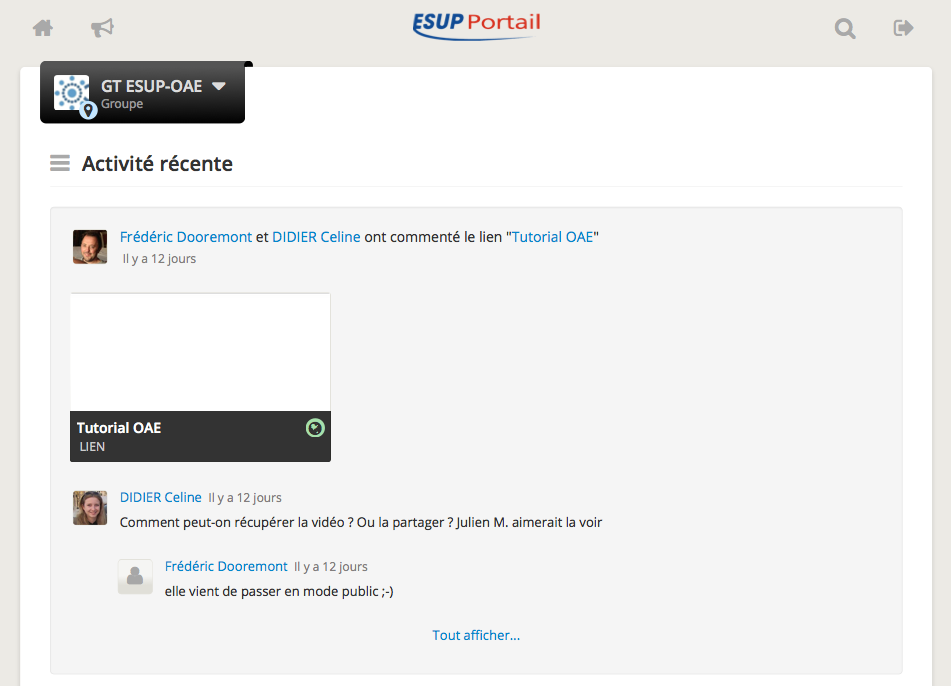 ESUP Portail
GT ESUP-OAE
Groupe
Activité récente
Frédéric Dooremont et DIDIER Celine ont commenté le lien "Tutorial OAE"
Il y a 12 jours
Tutorial OAE
LIEN
DIDIER Celine Il y a 12 jours
Comment peut-on récupérer la vidéo ? Ou la partager ? Julien M. aimerait la voir
Frédéric Dooremont Il y a 12 jours
elle vient de passer en mode public ;-)
Tout afficher...